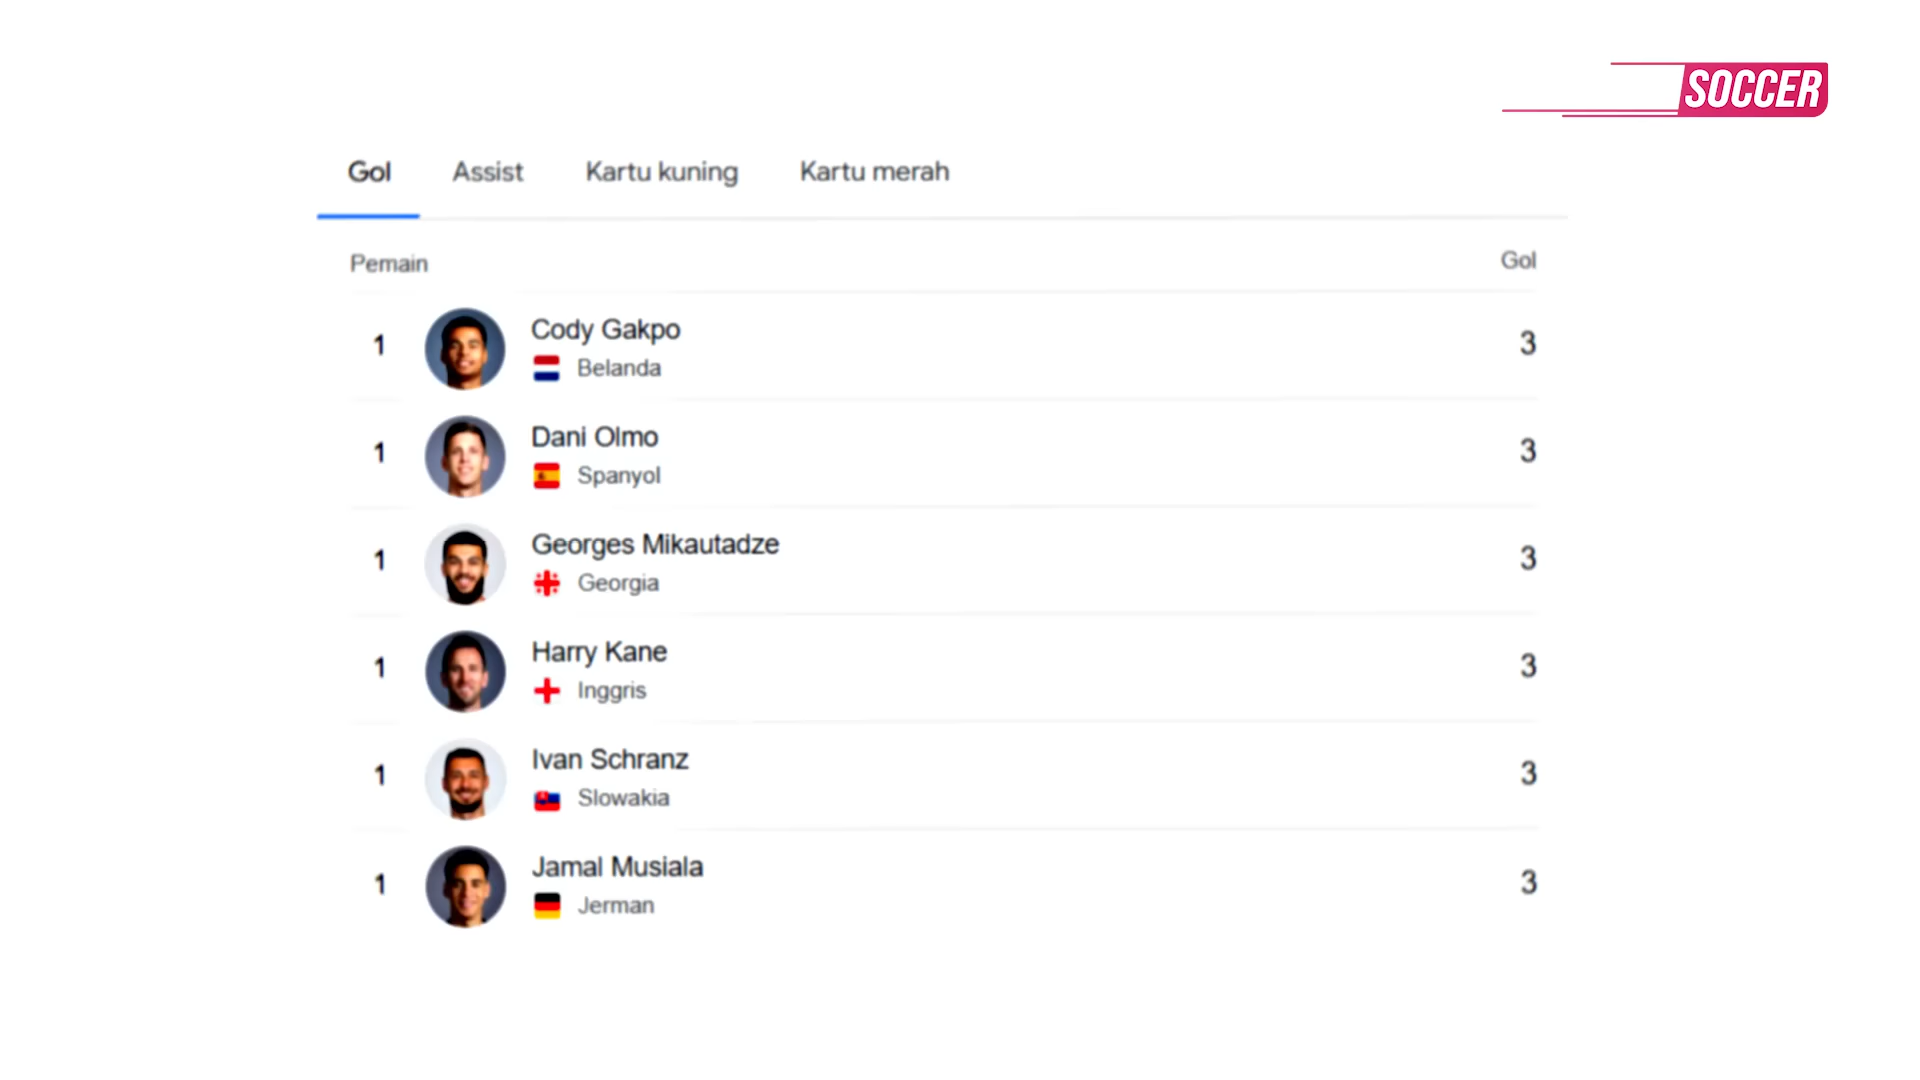 SOCCER
Gol Assist Kartu kuning Kartu merah
Pemain Gol
1 Cody Gakpo 3
Belanda
1 Dani Olmo 3
Spanyol
1 Georges Mikautadze 3
Georgia
1 Harry Kane 3
Inggris
1 Ivan Schranz 3
Slowakia
1 Jamal Musiala 3
Jerman